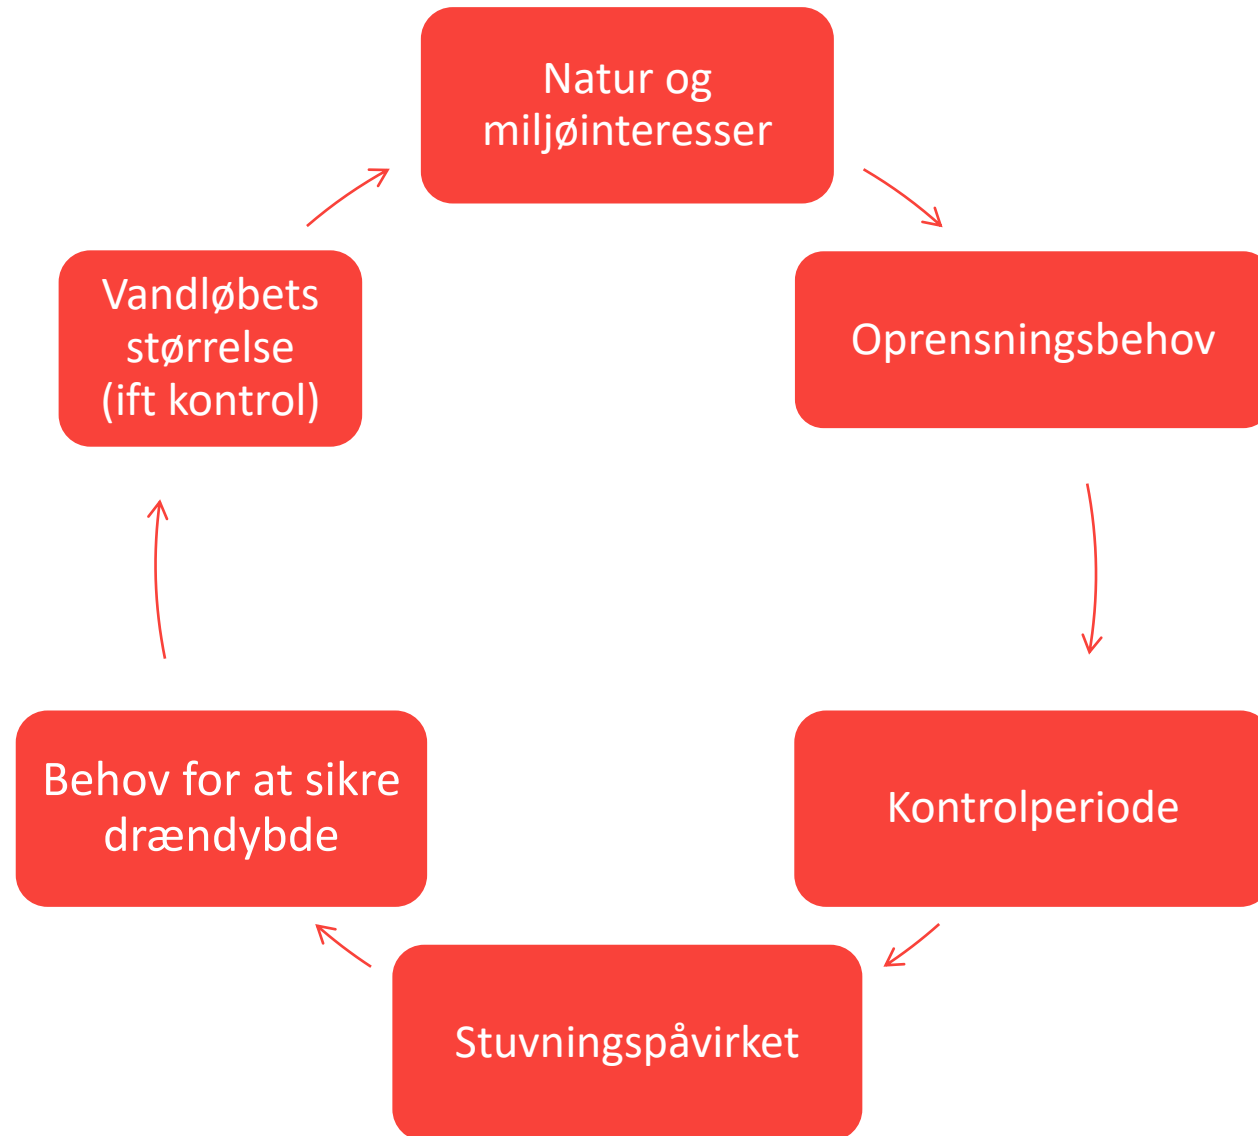 Natur og
miljøinteresser
Oprensningsbehov
Kontrolperiode
Stuvningspåvirket
Behov for at sikre
drændybde
Vandløbets
størrelse
(ift kontrol)